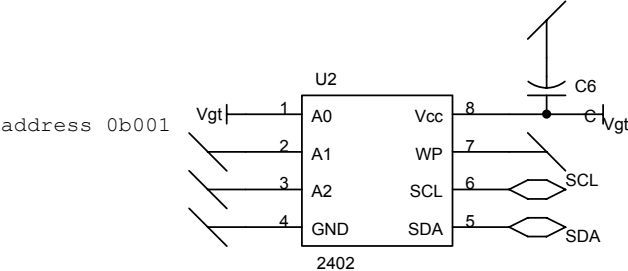 U2
C6
Vgt 1 A0 Vcc 8 C Vgt
address 0b001
2 A1 WP 7
3 A2 SCL 6 SCL
4 GND SDA 5 SDA
2402